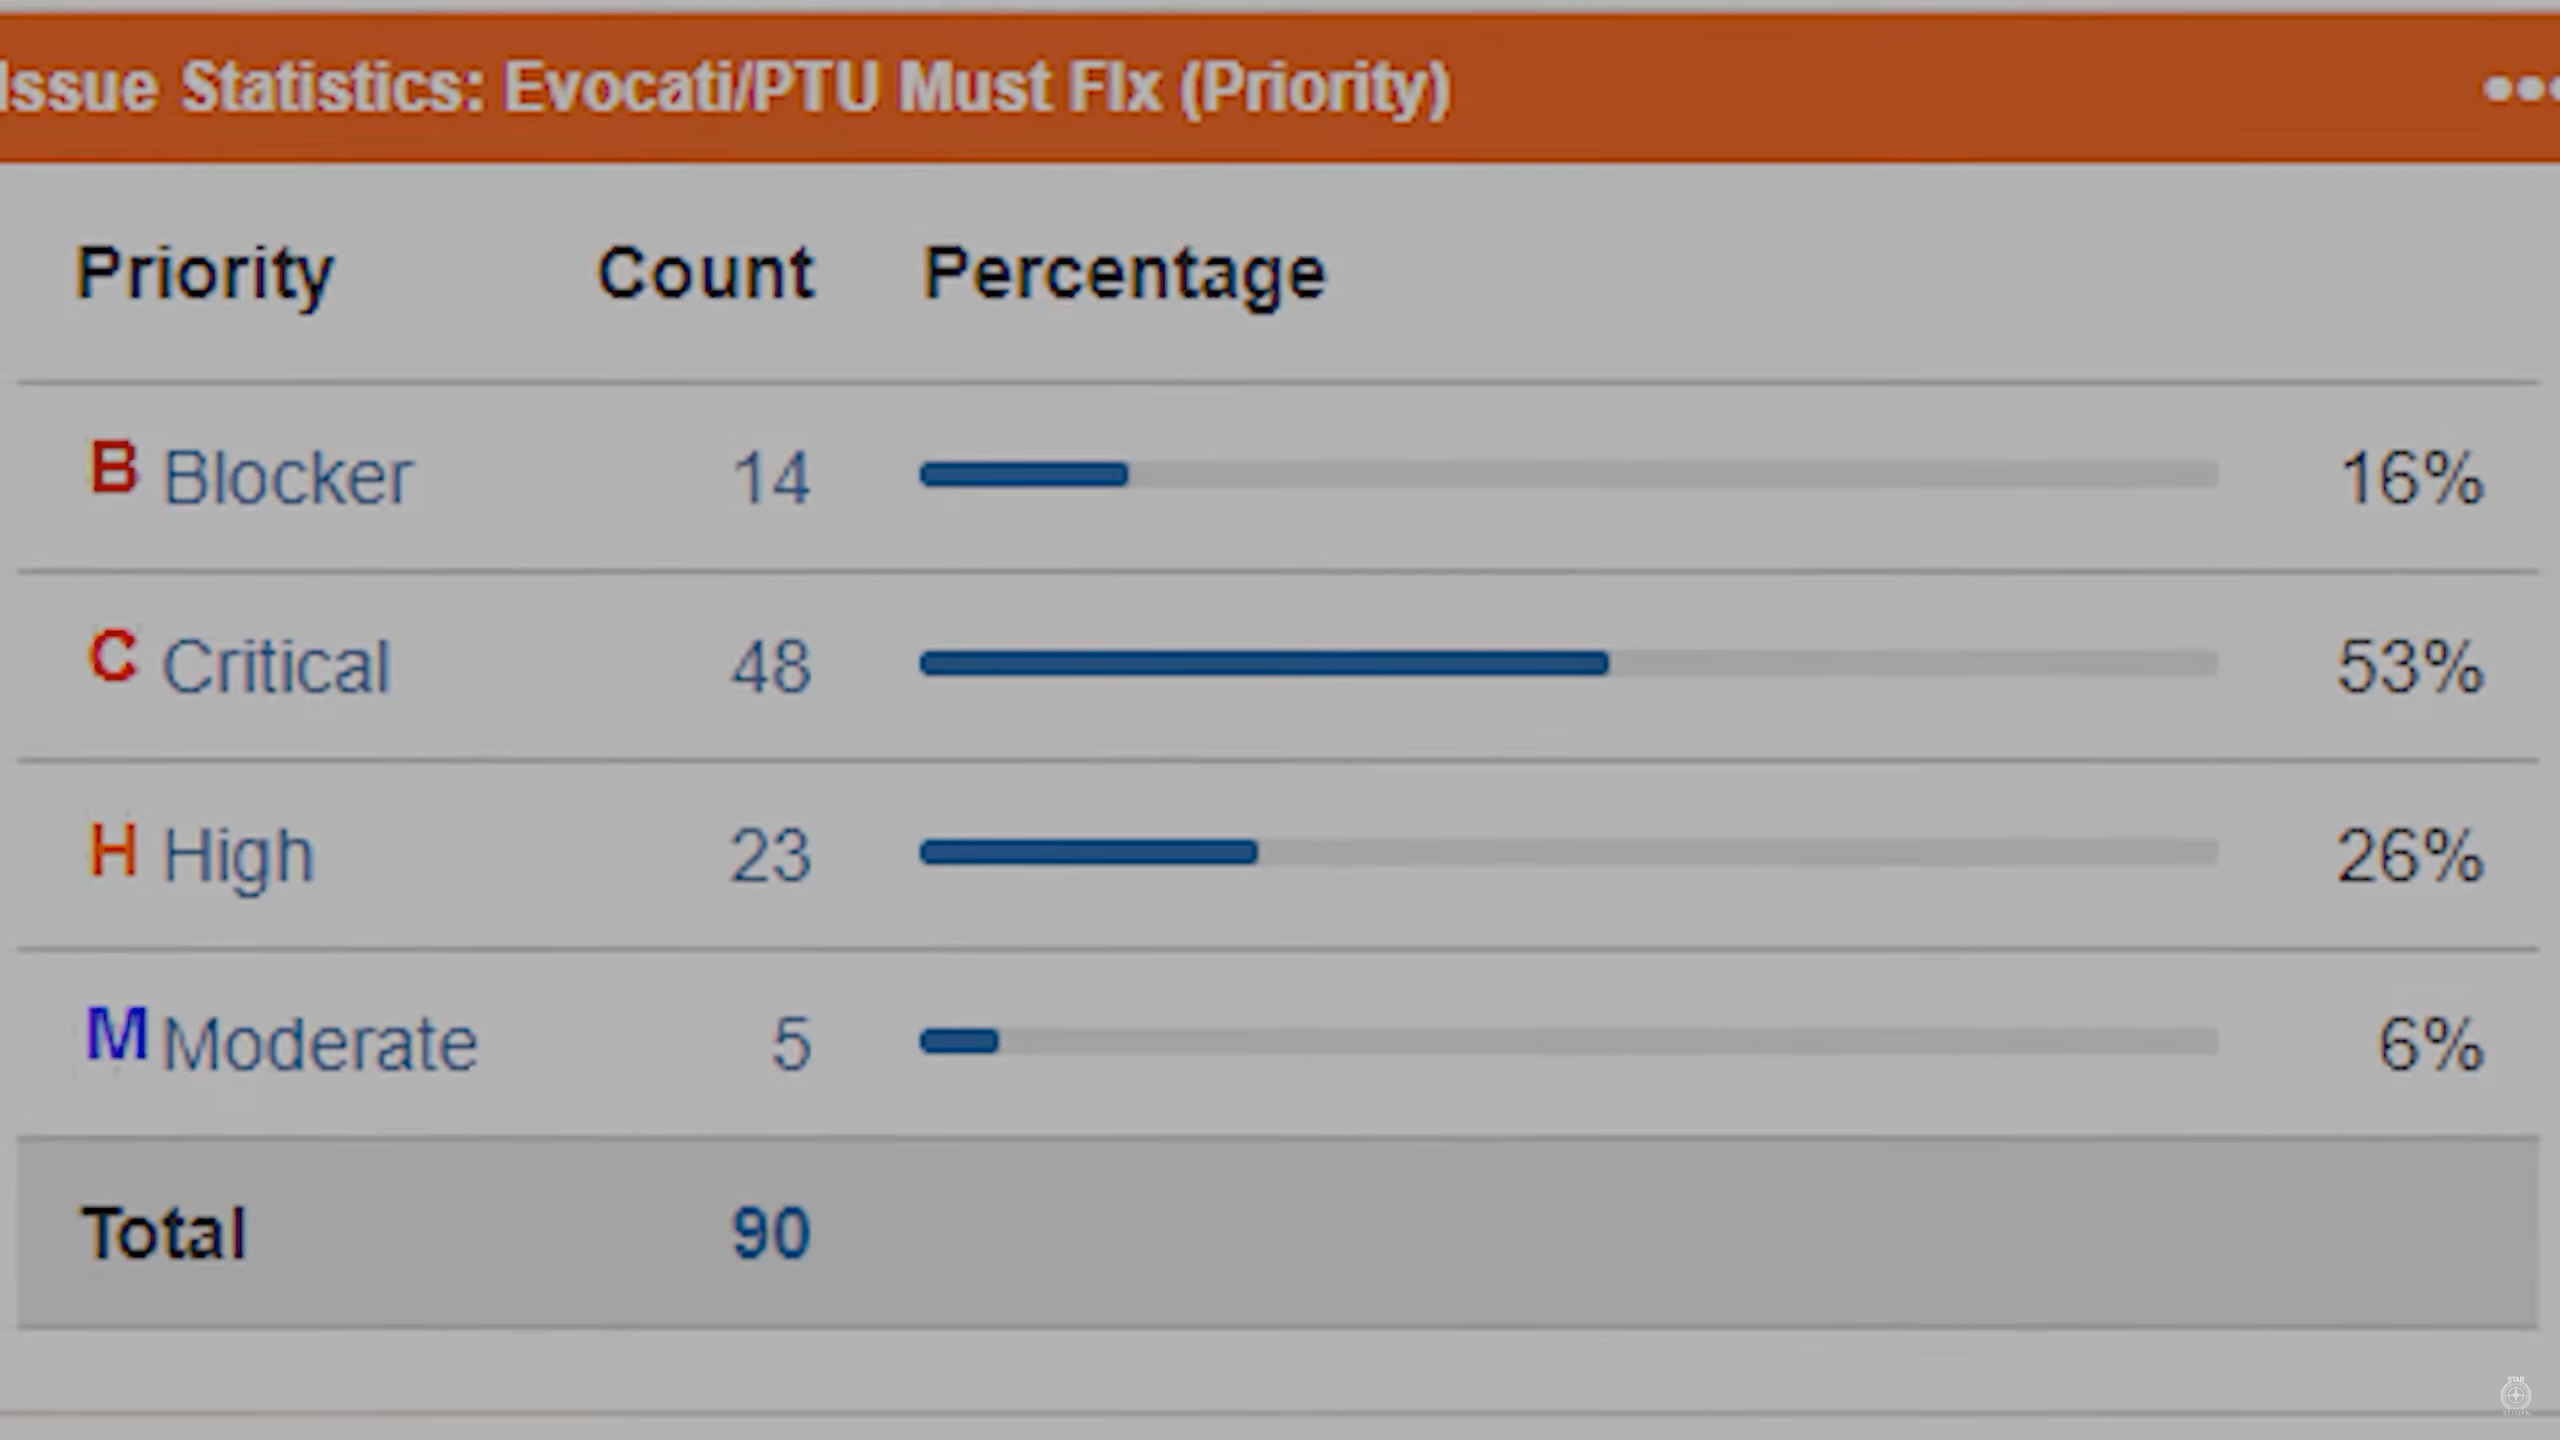 Issue Statistics: Evocati/PTU Must FIx (Priority)
Priority Count Percentage
B Blocker 14 16%
C Critical 48 53%
H High 23 26%
M Moderate 5 6%
Total 90
STAR